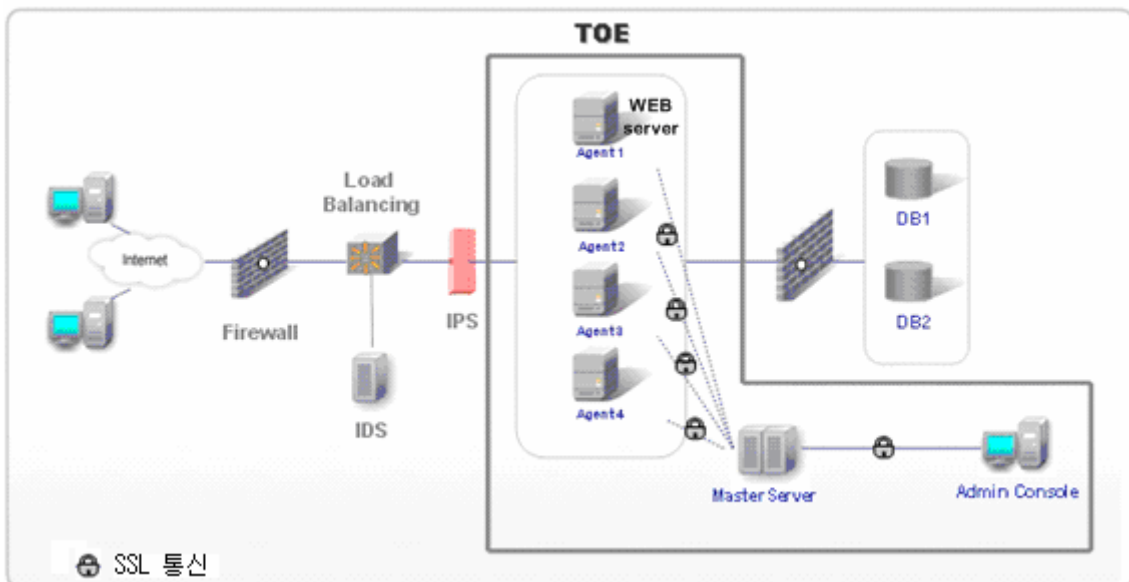 TOE
WEB
server
Agent1
Load
Balancing
Agent2
Internet
Agent3
Firewall
IPS
IDS
Agent4
DB1
DB2
Master Server
Admin Console
SSL 통신